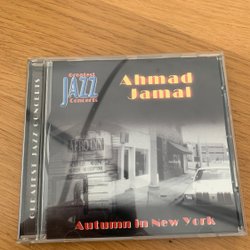 GREATEST JAZZ CONCERTS
Greatest
JAZZ
Concerts
Ahmad
Jamal
Autumn in New York